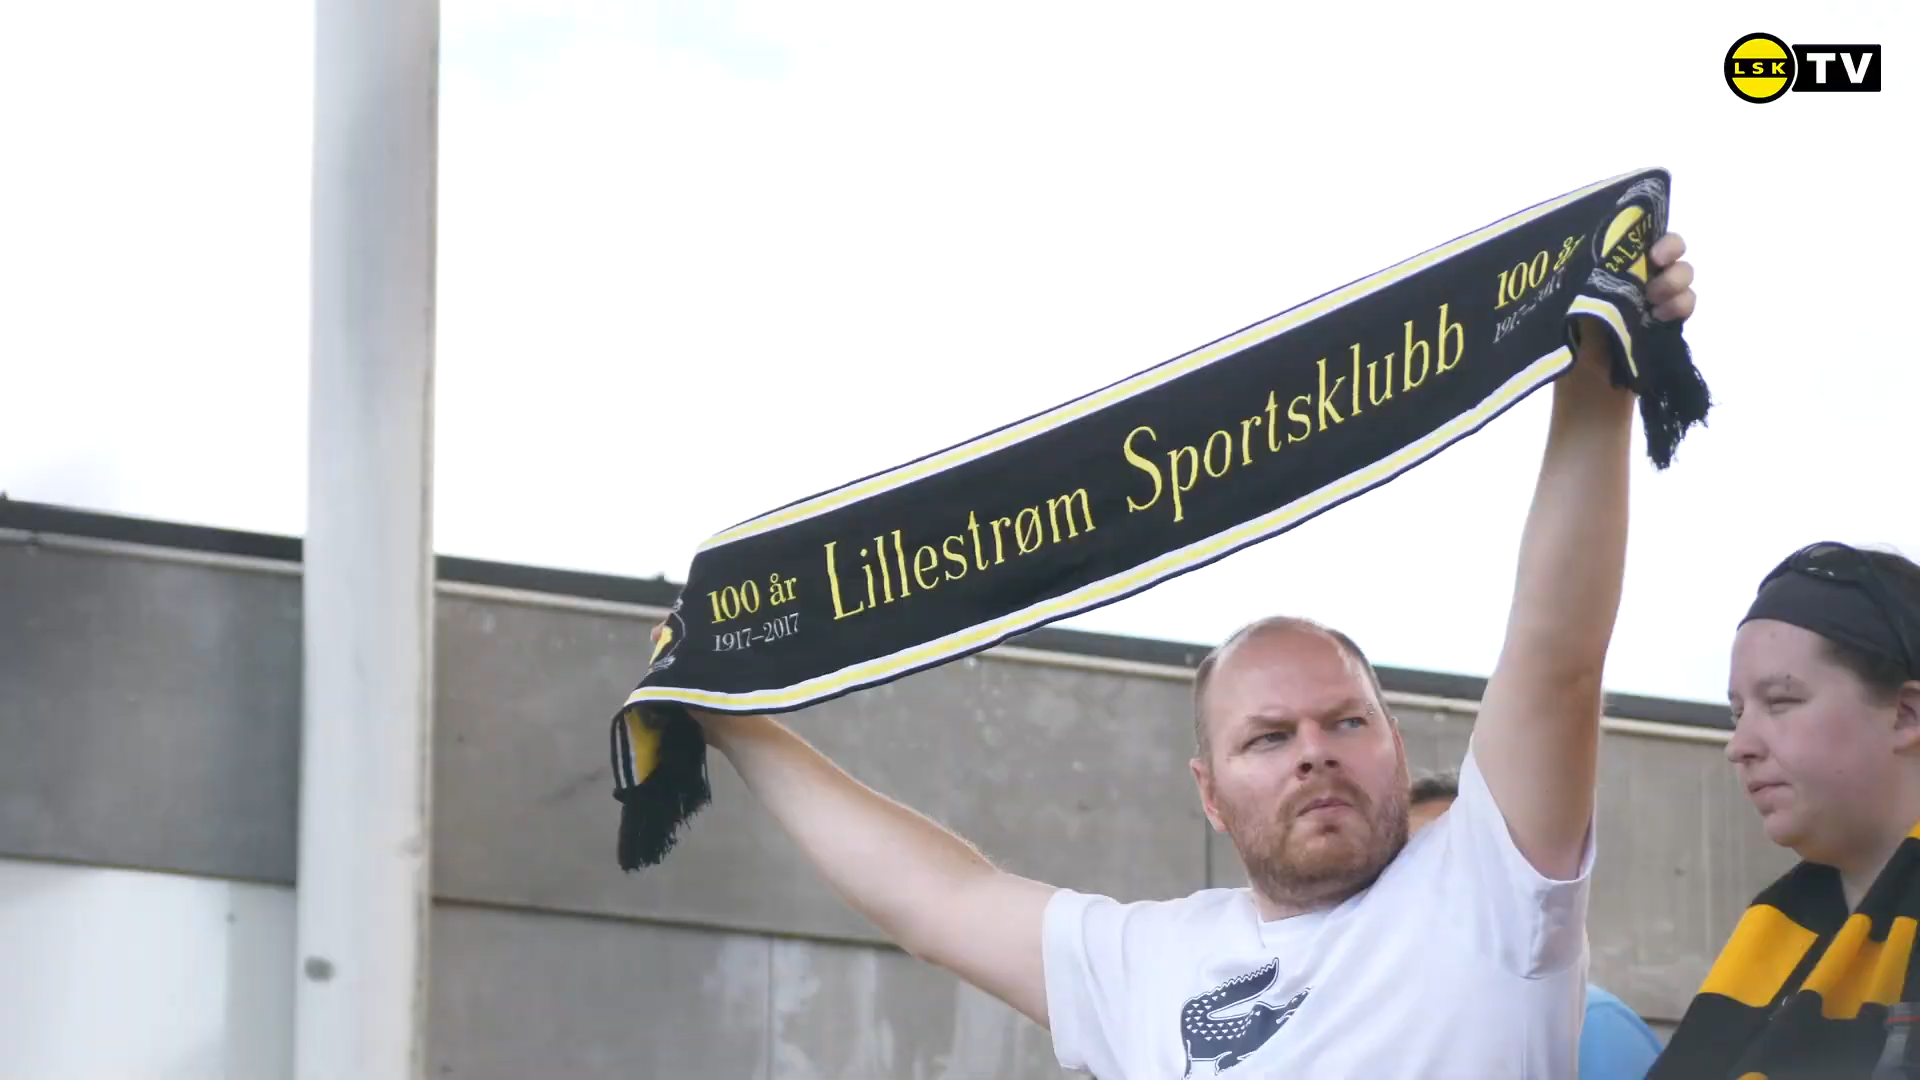 LSK TV
100 år
1917–2017
Lillestrøm Sportsklubb
100 år